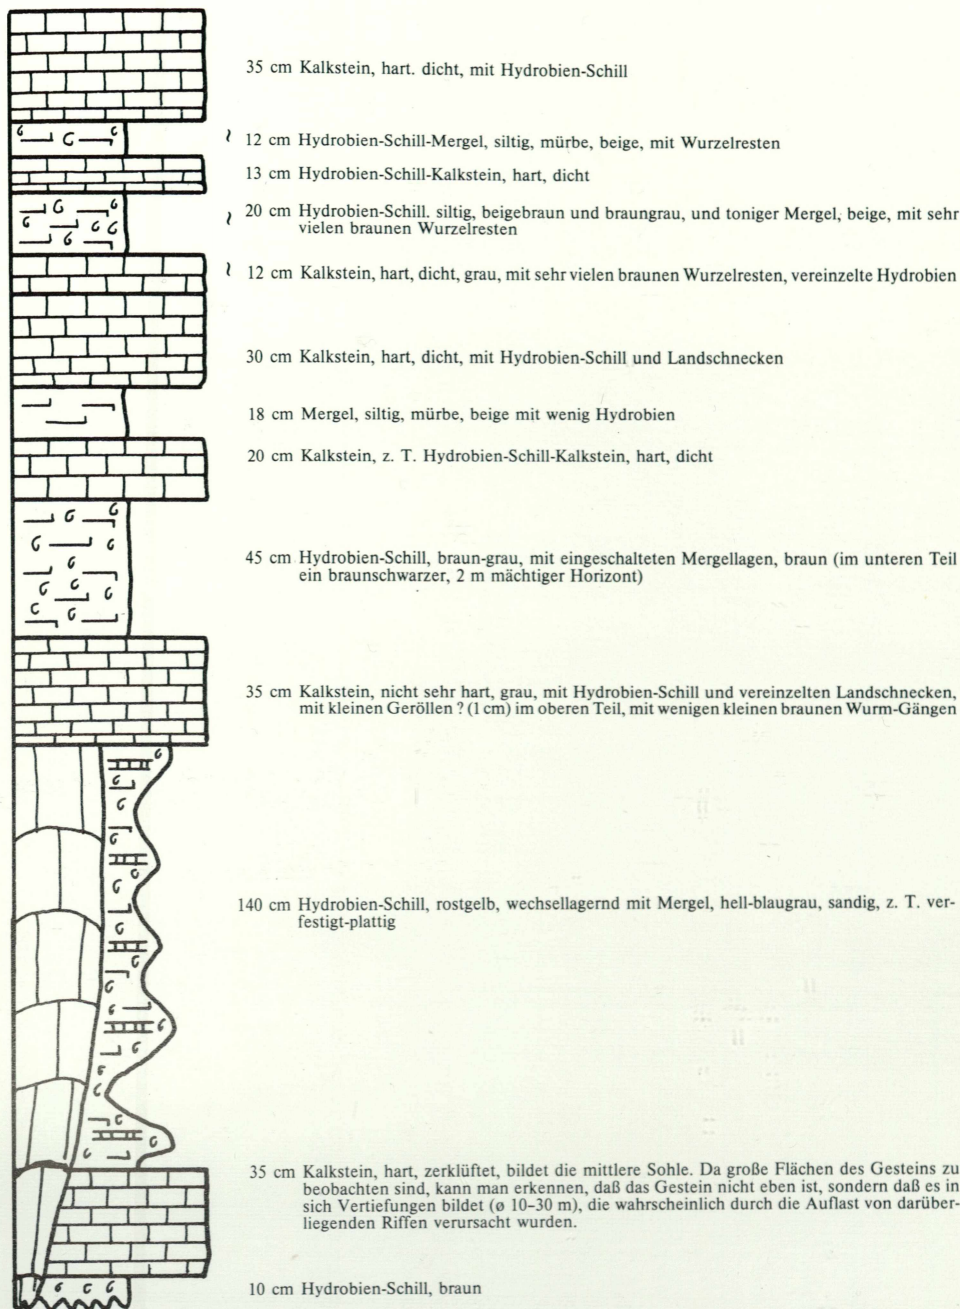 35 cm Kalkstein, hart. dicht, mit Hydrobien-Schill
12 cm Hydrobien-Schill-Mergel, siltig, mürbe, beige, mit Wurzelresten
13 cm Hydrobien-Schill-Kalkstein, hart, dicht
20 cm Hydrobien-Schill. siltig, beigebraun und braungrau, und toniger Mergel, beige, mit sehr
vielen braunen Wurzelresten
12 cm Kalkstein, hart, dicht, grau, mit sehr vielen braunen Wurzelresten, vereinzelte Hydrobien
30 cm Kalkstein, hart, dicht, mit Hydrobien-Schill und Landschnecken
18 cm Mergel, siltig, mürbe, beige mit wenig Hydrobien
20 cm Kalkstein, z. T. Hydrobien-Schill-Kalkstein, hart, dicht
45 cm Hydrobien-Schill, braun-grau, mit eingeschalteten Mergellagen, braun (im unteren Teil
ein braunschwarzer, 2 m mächtiger Horizont)
35 cm Kalkstein, nicht sehr hart, grau, mit Hydrobien-Schill und vereinzelten Landschnecken,
mit kleinen Geröllen ? (1 cm) im oberen Teil, mit wenigen kleinen braunen Wurm-Gängen
140 cm Hydrobien-Schill, rostgelb, wechsellagernd mit Mergel, hell-blaugrau, sandig, z. T. ver-
festigt-plattig
35 cm Kalkstein, hart, zerklüftet, bildet die mittlere Sohle. Da große Flächen des Gesteins zu
beobachten sind, kann man erkennen, daß das Gestein nicht eben ist, sondern daß es in
sich Vertiefungen bildet (ø 10–30 m), die wahrscheinlich durch die Auflast von darüber-
liegenden Riffen verursacht wurden.
10 cm Hydrobien-Schill, braun